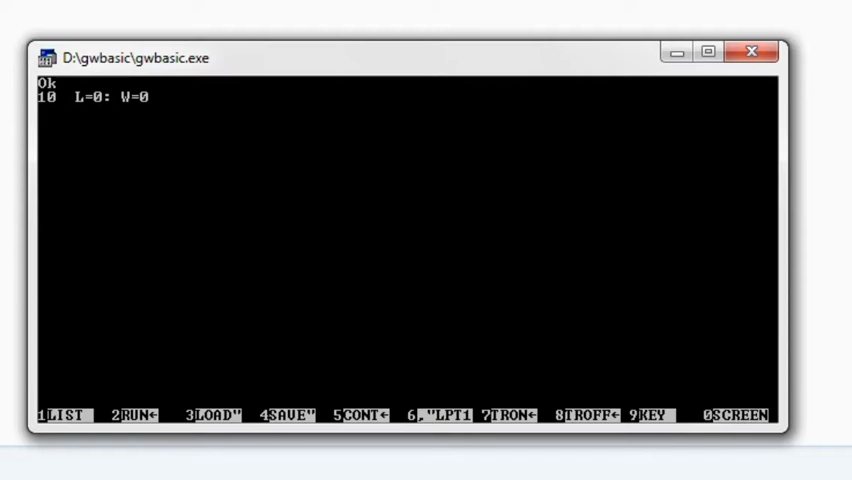 D:\gwbasic\gwbasic.exe
Ok
10  L=0: W=0
1LIST  2RUN←  3LOAD"  4SAVE"  5CONT←  6,"LPT1  7TRON←  8TROFF←  9KEY  0SCREEN